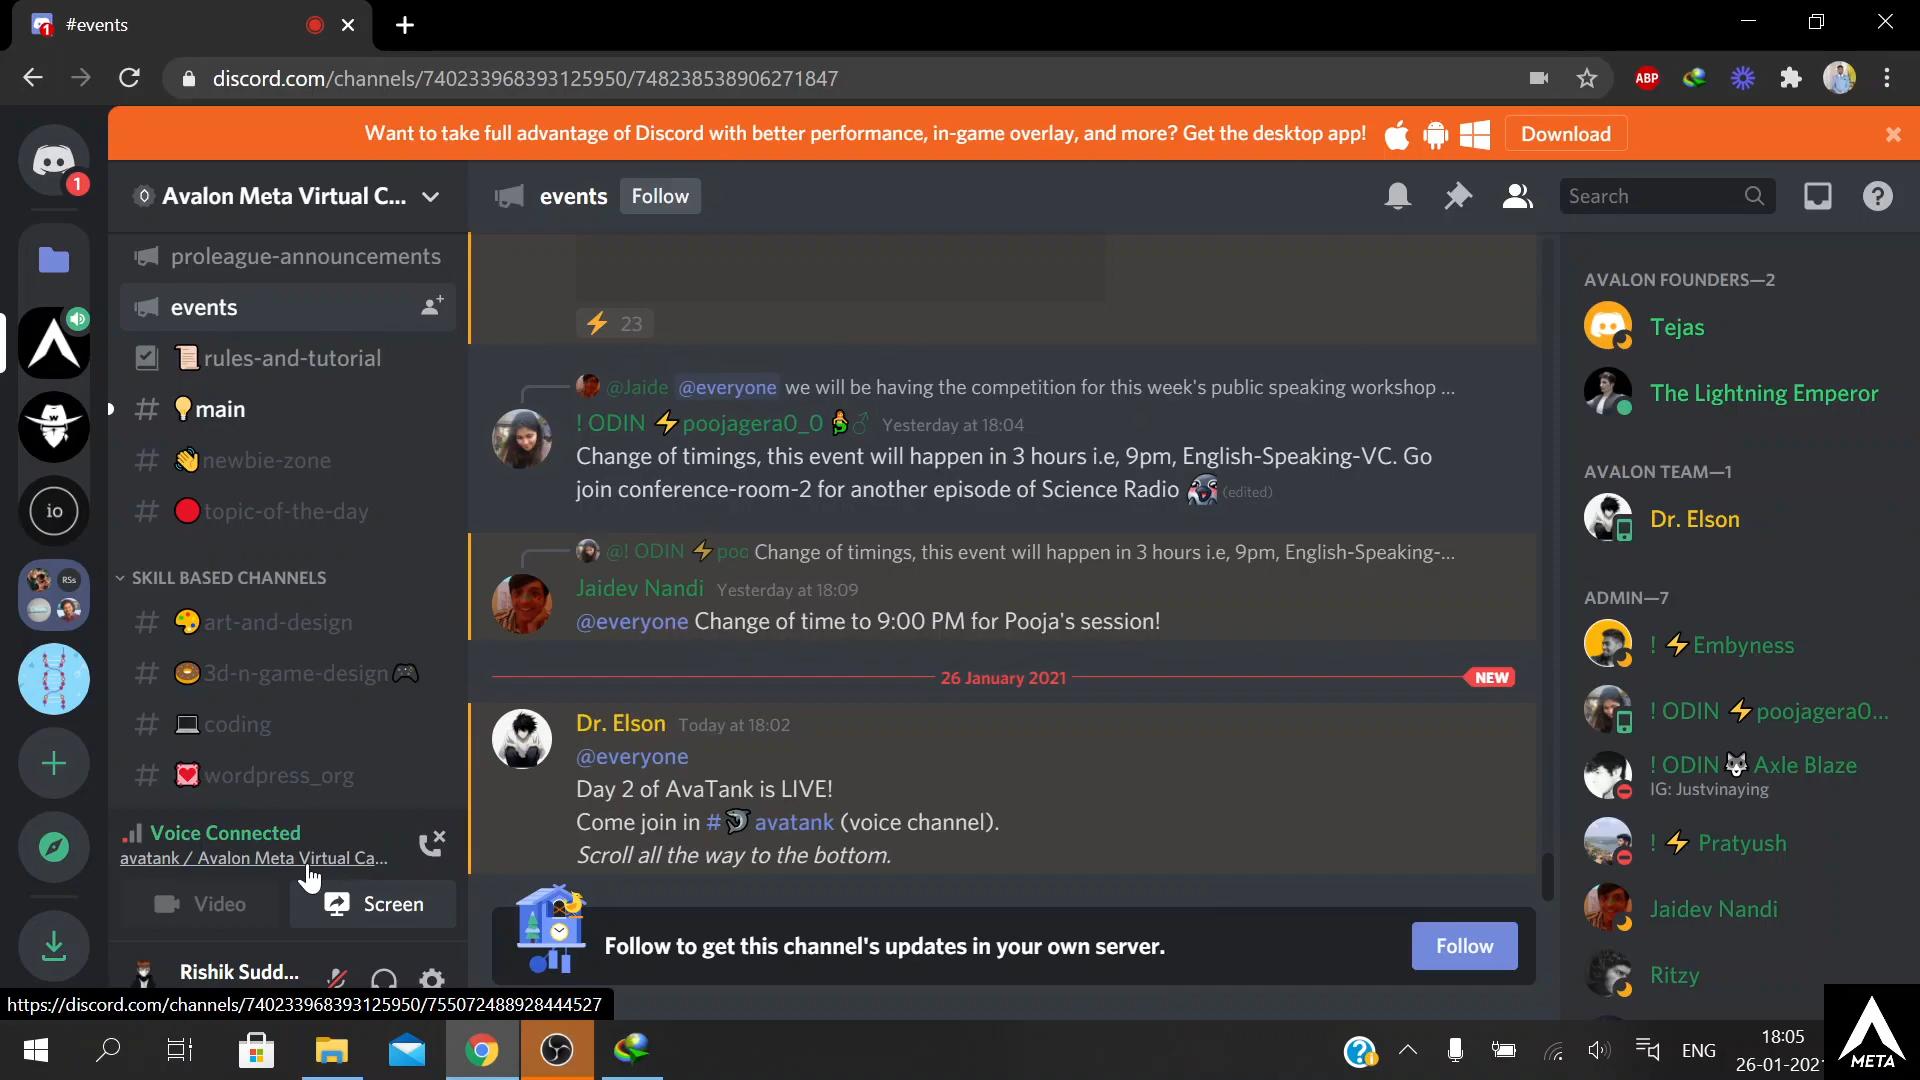 #events
discord.com/channels/740233968393125950/748238538906271847
ABP
Want to take full advantage of Discord with better performance, in-game overlay, and more? Get the desktop app!
Download
1
Avalon Meta Virtual C...
events
Follow
Search
proleague-announcements
events
rules-and-tutorial
main
newbie-zone
topic-of-the-day
io
RSs
SKILL BASED CHANNELS
art-and-design
3d-n-game-design
coding
wordpress_org
Voice Connected
avatank / Avalon Meta Virtual Ca...
Video
Screen
Rishik Sudd...
https://discord.com/channels/740233968393125950/755072488928444527
23
@Jaide @everyone we will be having the competition for this week's public speaking workshop ...
! ODIN ⚡poojagera0_0 Yesterday at 18:04
Change of timings, this event will happen in 3 hours i.e, 9pm, English-Speaking-VC. Go
join conference-room-2 for another episode of Science Radio (edited)
@! ODIN ⚡poo Change of timings, this event will happen in 3 hours i.e, 9pm, English-Speaking-...
Jaidev Nandi Yesterday at 18:09
@everyone Change of time to 9:00 PM for Pooja's session!
26 January 2021
NEW
Dr. Elson Today at 18:02
@everyone
Day 2 of AvaTank is LIVE!
Come join in # avatank (voice channel).
Scroll all the way to the bottom.
Follow to get this channel's updates in your own server.
Follow
AVALON FOUNDERS—2
Tejas
The Lightning Emperor
AVALON TEAM—1
Dr. Elson
ADMIN—7
! ⚡Embyness
! ODIN ⚡poojagera0...
! ODIN Axle Blaze
IG: Justvinaying
! ⚡ Pratyush
Jaidev Nandi
Ritzy
ENG
18:05
26-01-202
META